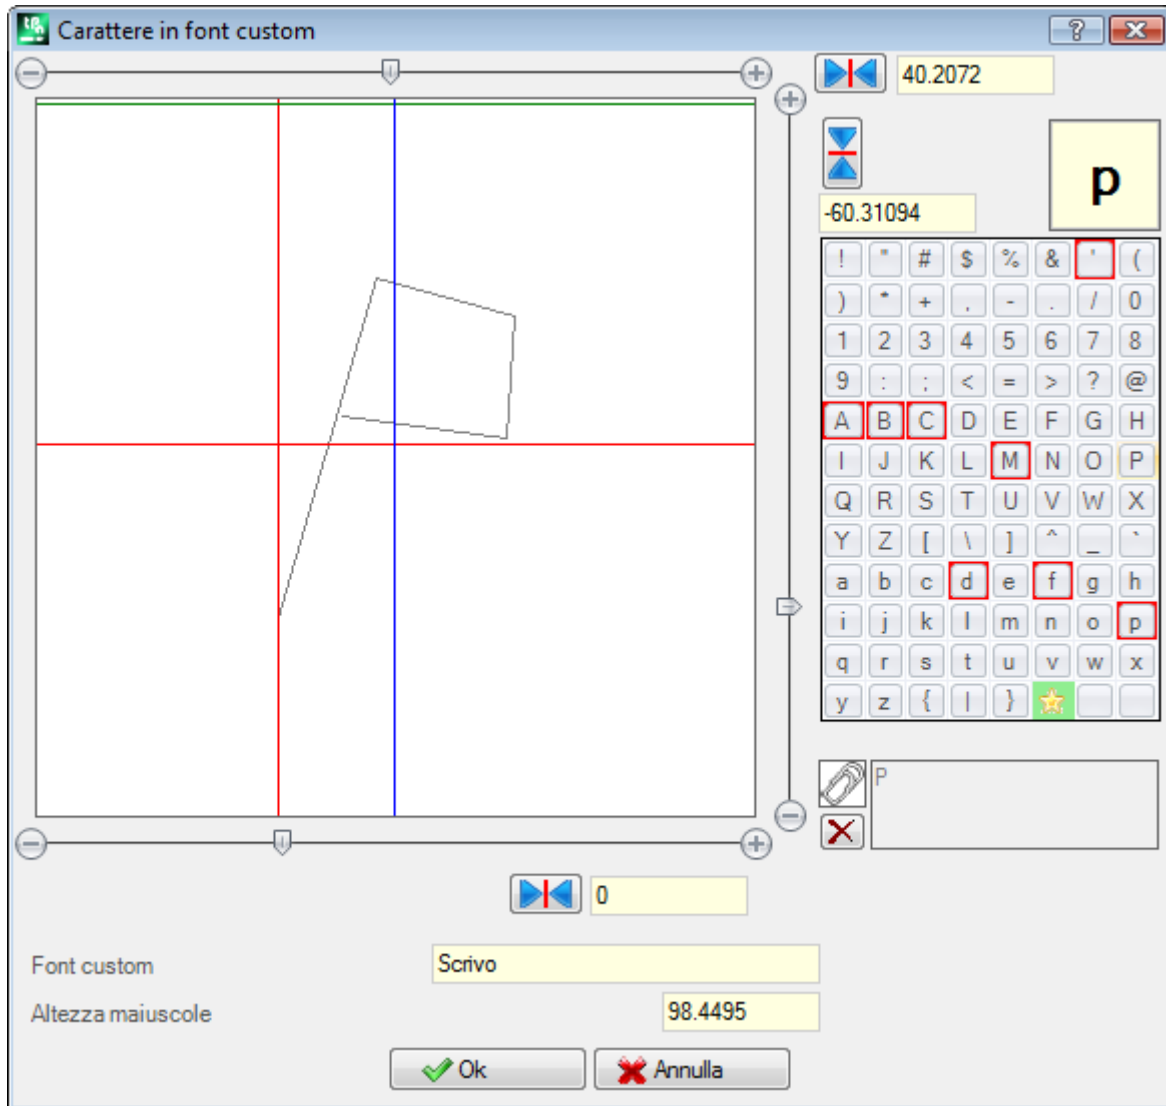 Carattere in font custom
40.2072
-60.31094
p
! " # $ % & ' (
) * + , - . / 0
1 2 3 4 5 6 7 8
9 : ; < = > ? @
A B C D E F G H
I J K L M N O P
Q R S T U V W X
Y Z [ \ ] ^ _ `
a b c d e f g h
i j k l m n o p
q r s t u v w x
y z { | }
P
0
Font custom Scrivo
Altezza maiuscole 98.4495
Ok Annulla